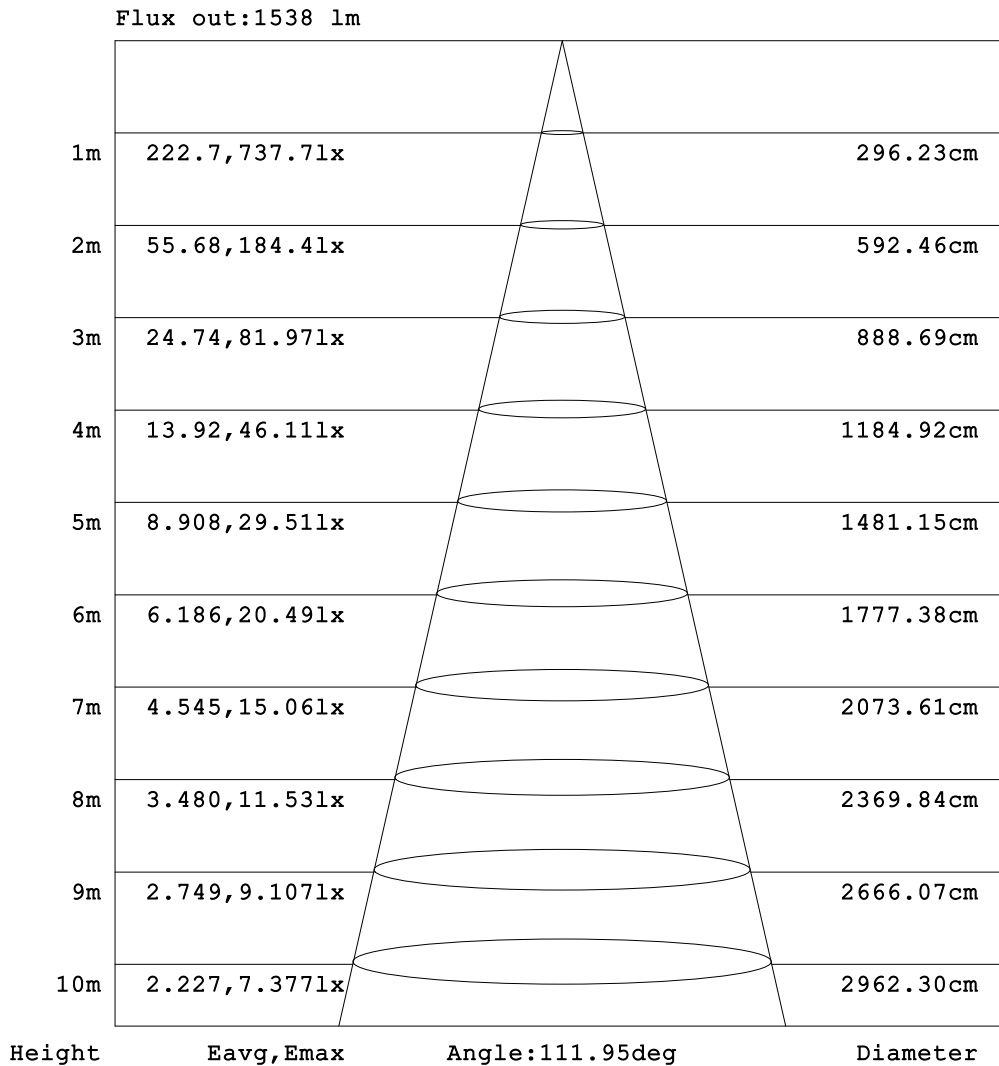 Flux out:1538 lm
1m 222.7,737.7lx 296.23cm
2m 55.68,184.4lx 592.46cm
3m 24.74,81.97lx 888.69cm
4m 13.92,46.11lx 1184.92cm
5m 8.908,29.51lx 1481.15cm
6m 6.186,20.49lx 1777.38cm
7m 4.545,15.06lx 2073.61cm
8m 3.480,11.53lx 2369.84cm
9m 2.749,9.107lx 2666.07cm
10m 2.227,7.377lx 2962.30cm
Height Eavg,Emax Angle:111.95deg Diameter